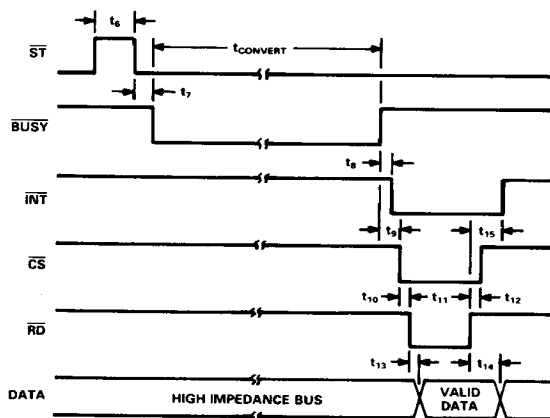 t6
ST
tCONVERT
t7
BUSY
t8
INT
t9
t15
CS
t10
t11
t12
RD
t13
t14
DATA
HIGH IMPEDANCE BUS
VALID
DATA